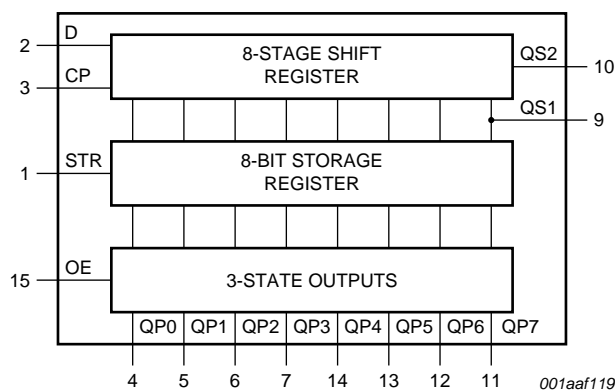 D
2
8-STAGE SHIFT
REGISTER
QS2
10
CP
3
QS1
9
STR
1
8-BIT STORAGE
REGISTER
OE
15
3-STATE OUTPUTS
QP0 QP1 QP2 QP3 QP4 QP5 QP6 QP7
4 5 6 7 14 13 12 11
001aaf119